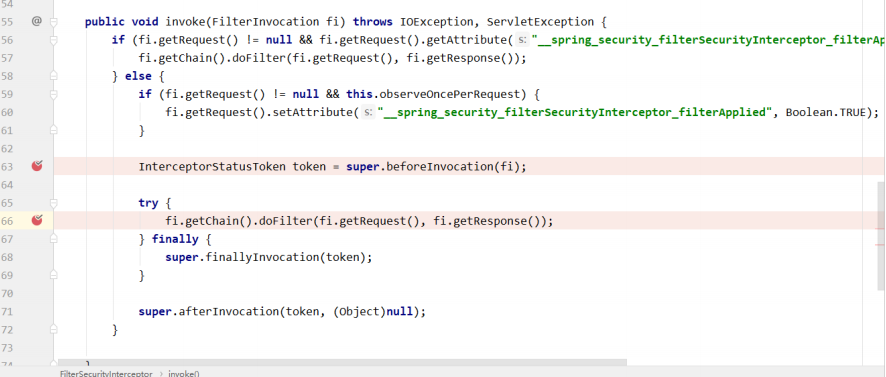 54
55 @ public void invoke(FilterInvocation fi) throws IOException, ServletException {
56 if (fi.getRequest() != null && fi.getRequest().getAttribute( s: "__spring_security_filterSecurityInterceptor_filterAp
57 fi.getChain().doFilter(fi.getRequest(), fi.getResponse());
58 } else {
59 if (fi.getRequest() != null && this.observeOncePerRequest) {
60 fi.getRequest().setAttribute( s: "__spring_security_filterSecurityInterceptor_filterApplied", Boolean.TRUE);
61 }
62
63 InterceptorStatusToken token = super.beforeInvocation(fi);
64
65 try {
66 fi.getChain().doFilter(fi.getRequest(), fi.getResponse());
67 } finally {
68 super.finallyInvocation(token);
69 }
70
71 super.afterInvocation(token, (Object)null);
72 }
73
74 }
FilterSecurityInterceptor › invoke()